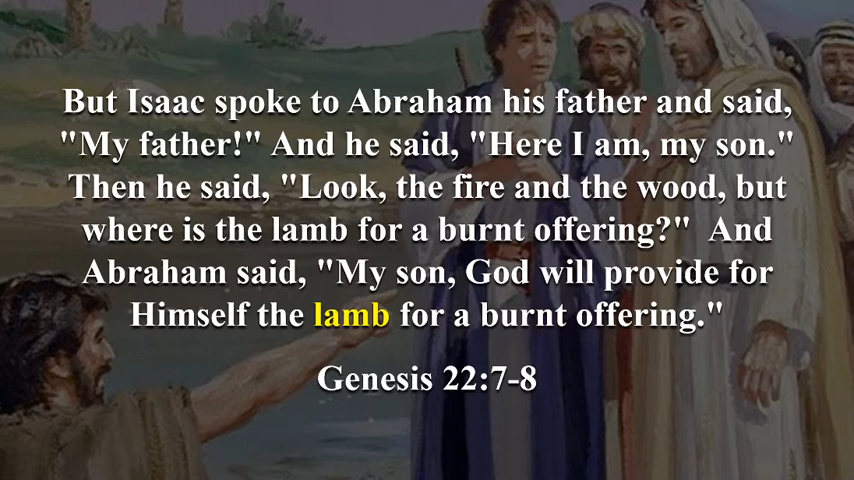 But Isaac spoke to Abraham his father and said,
"My father!" And he said, "Here I am, my son."
Then he said, "Look, the fire and the wood, but
where is the lamb for a burnt offering?"  And
Abraham said, "My son, God will provide for
Himself the lamb for a burnt offering."
Genesis 22:7-8